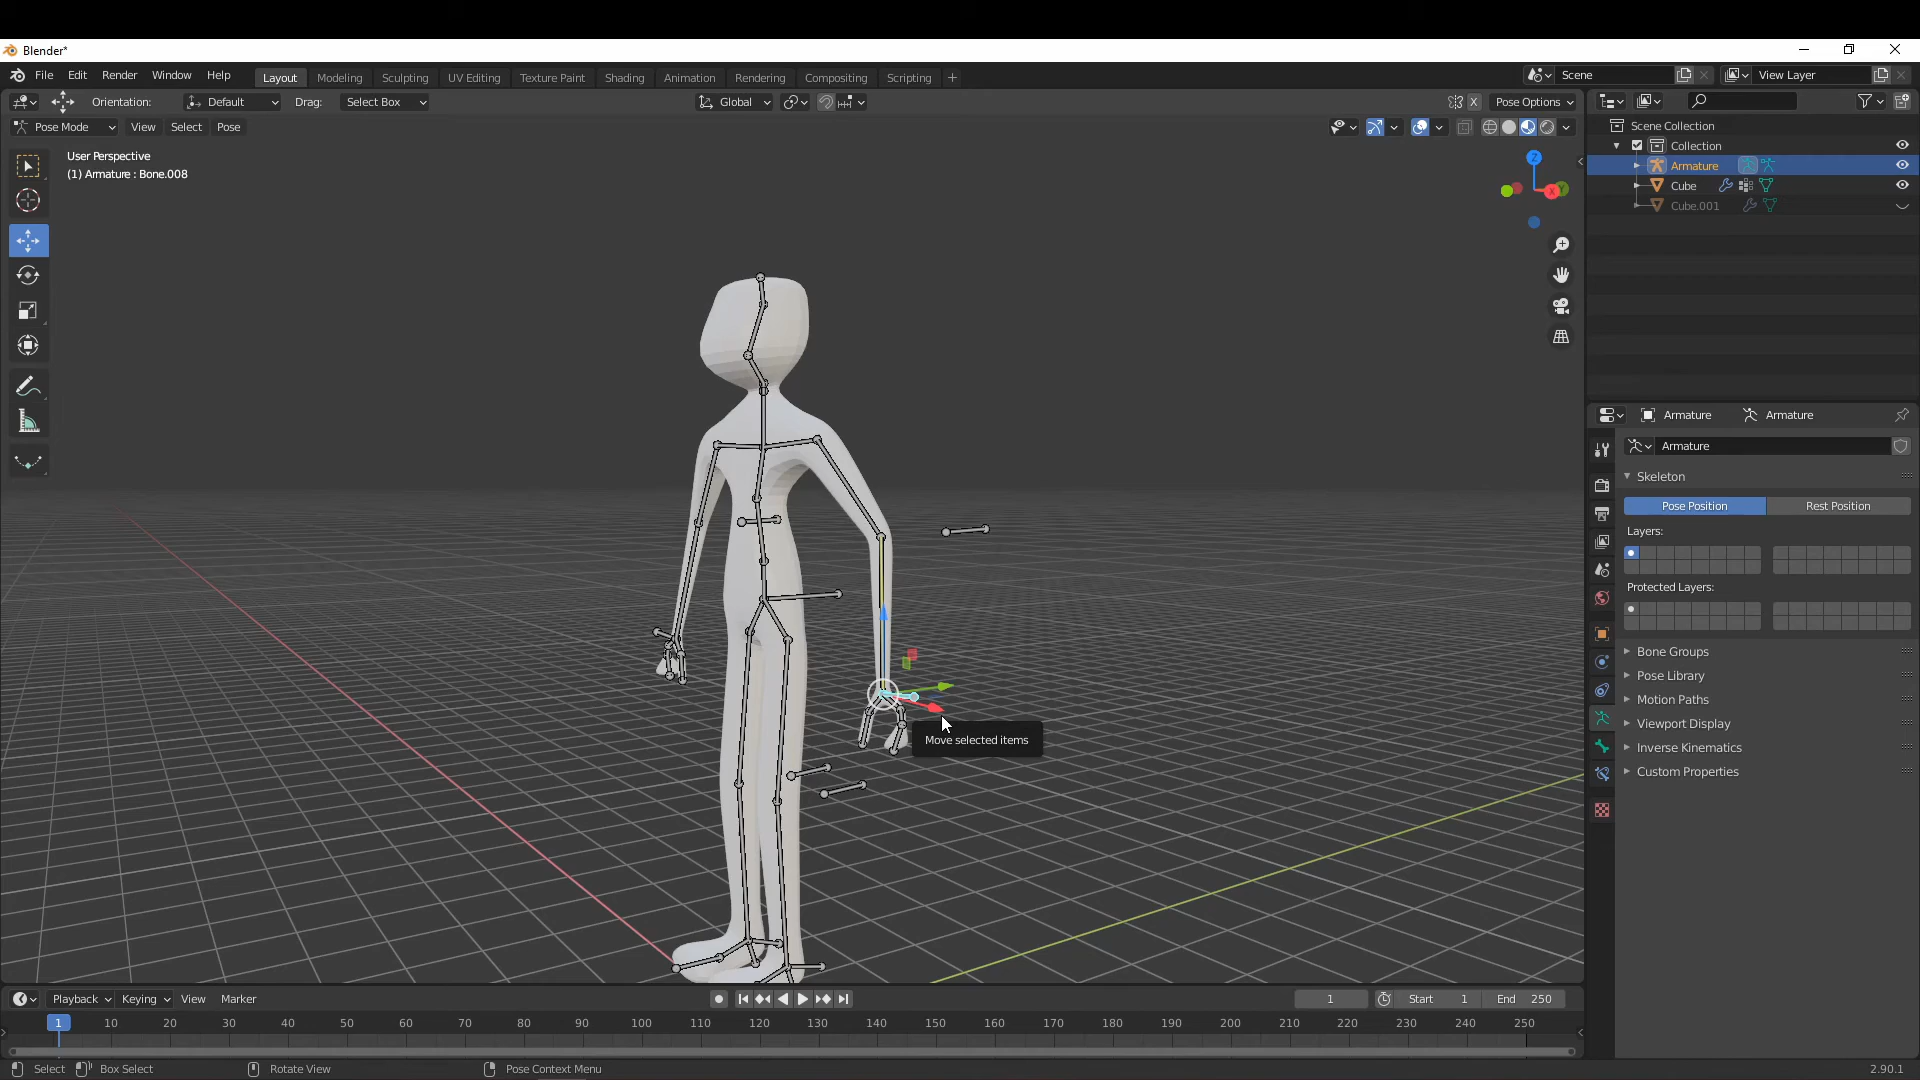 Blender*
File Edit Render Window Help Layout Modeling Sculpting UV Editing Texture Paint Shading Animation Rendering Compositing Scripting + Scene View Layer
Orientation: Default Drag: Select Box Global X Pose Options
Pose Mode View Select Pose
User Perspective
(1) Armature : Bone.008
Z
X
Y
Scene Collection
Collection
Armature
Cube
Cube.001
Armature Armature
Armature
Skeleton
Pose Position Rest Position
Layers:
Protected Layers:
Bone Groups
Pose Library
Motion Paths
Viewport Display
Inverse Kinematics
Custom Properties
Move selected items
Playback Keying View Marker 1 Start 1 End 250
1 10 20 30 40 50 60 70 80 90 100 110 120 130 140 150 160 170 180 190 200 210 220 230 240 250
Select Box Select Rotate View Pose Context Menu 2.90.1